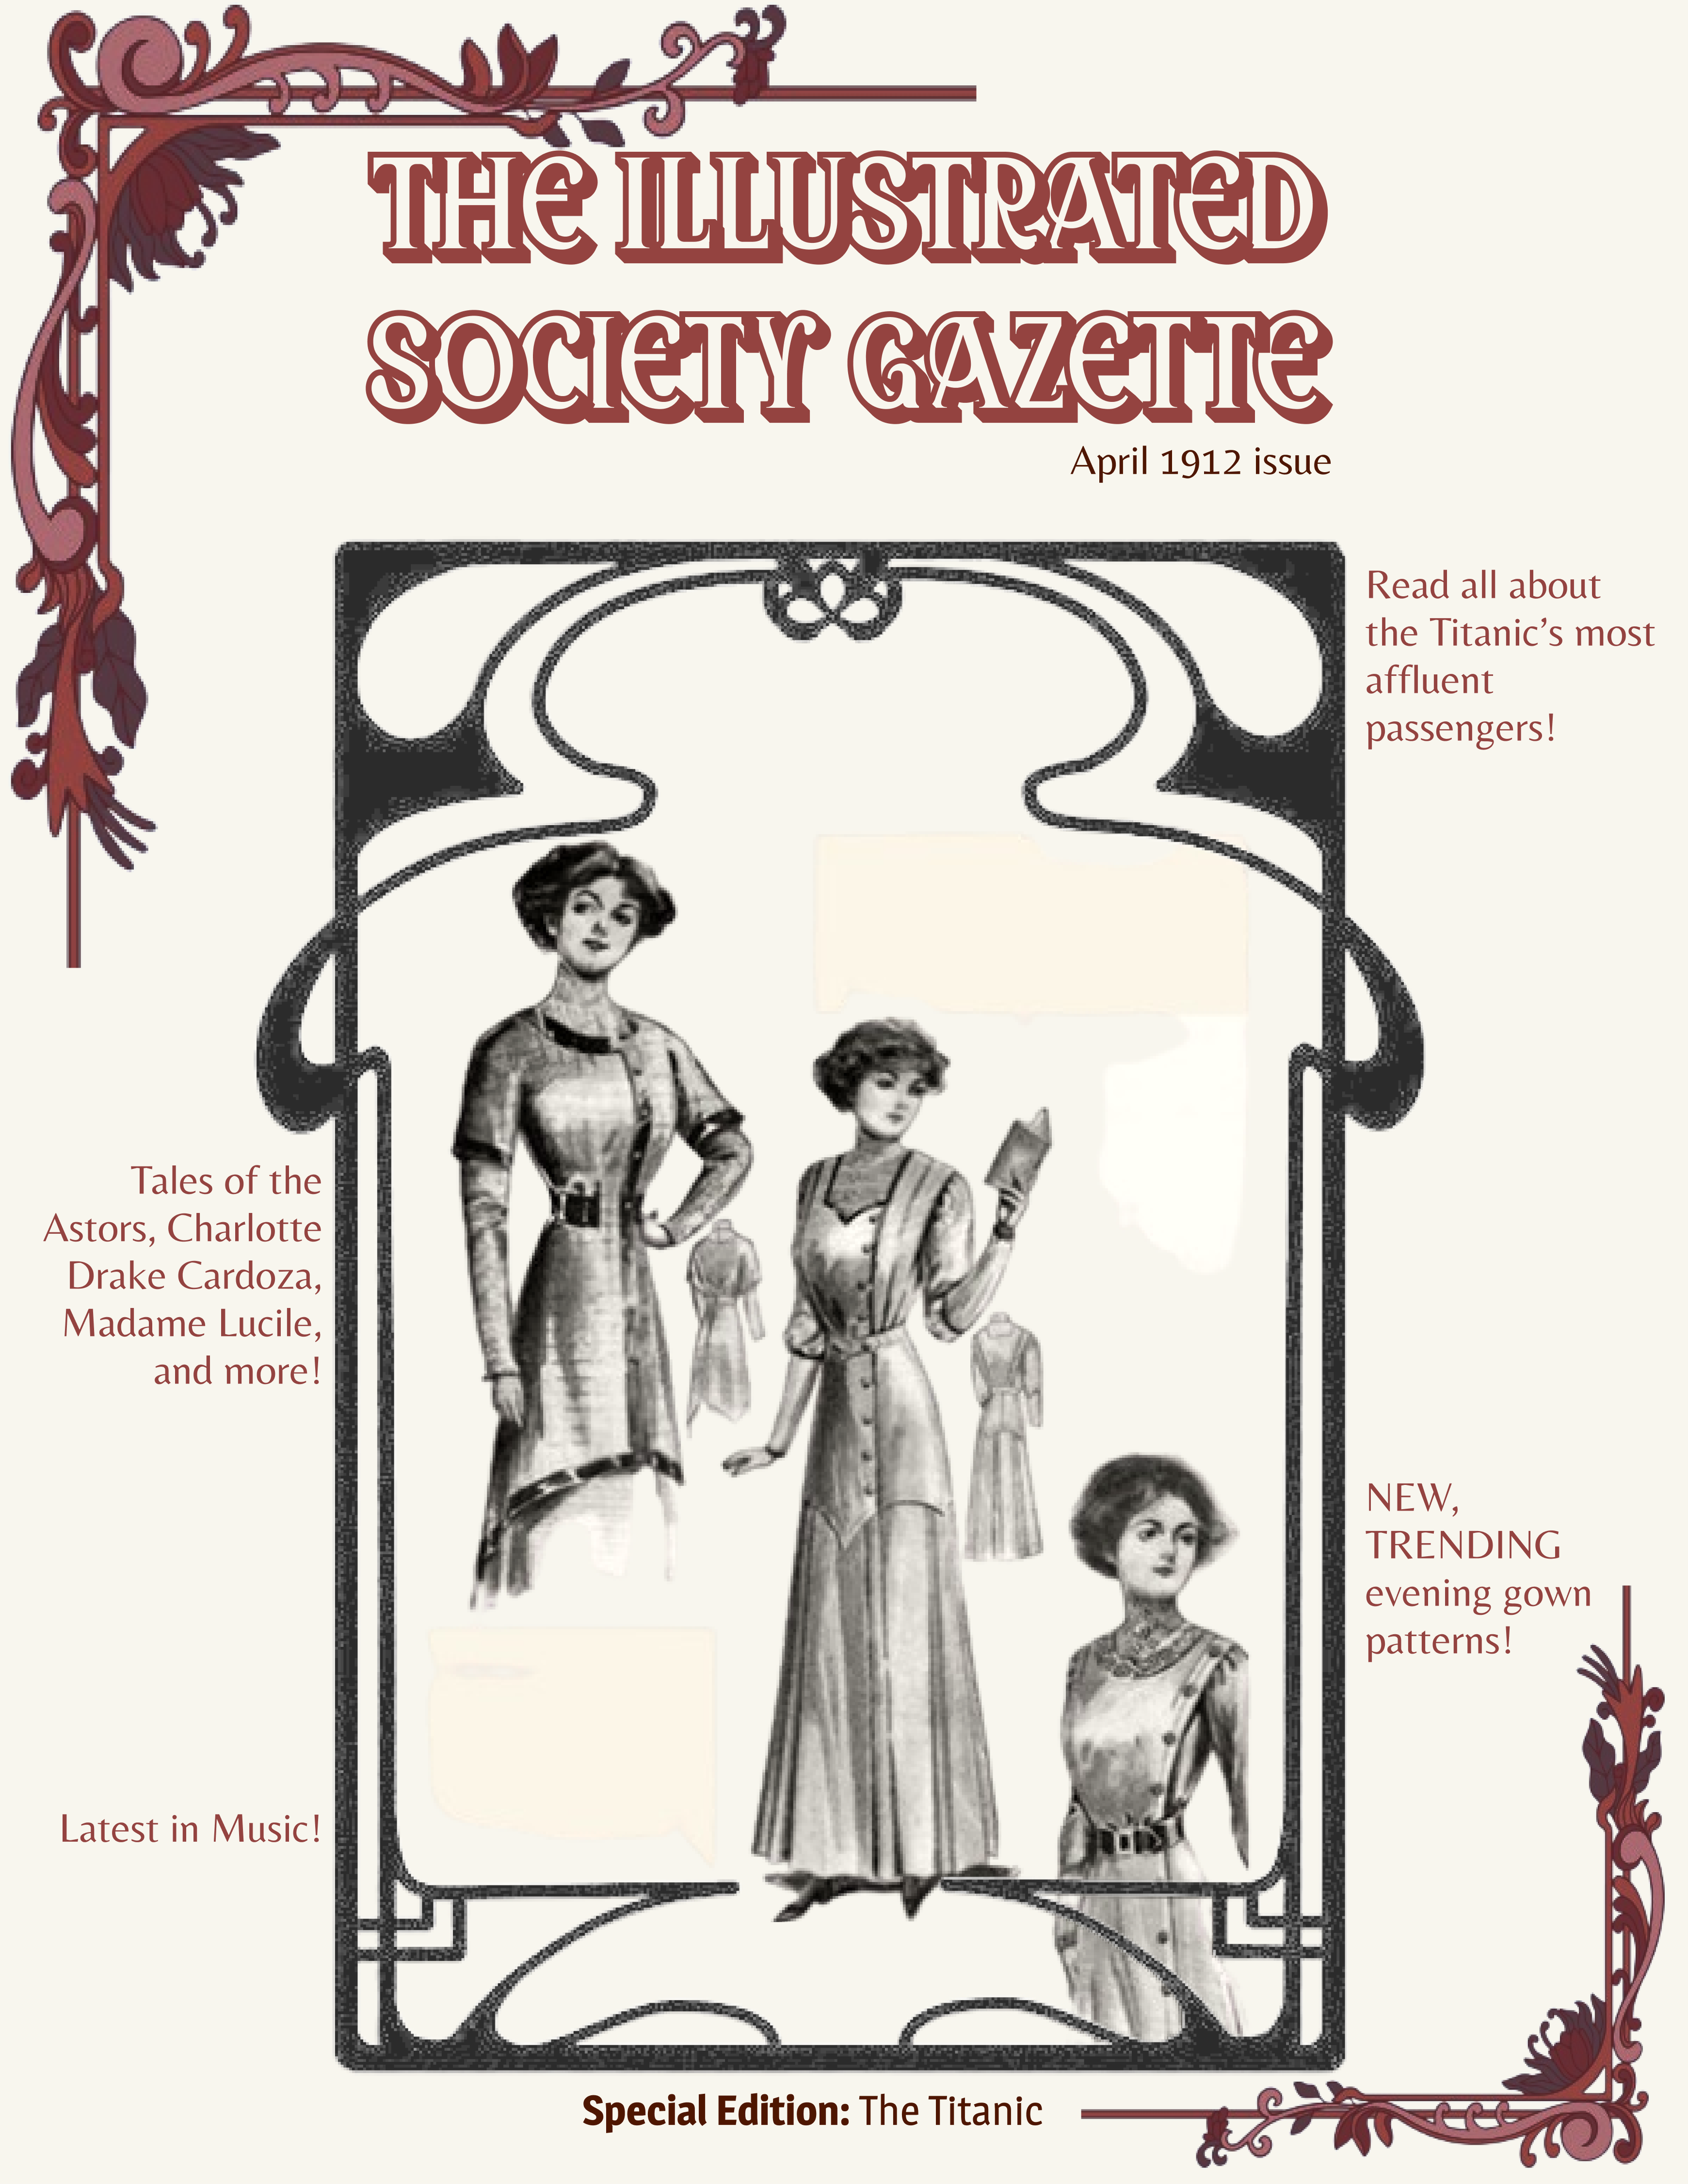 THE ILLUSTRATED
SOCIETY GAZETTE
April 1912 issue
Read all about
the Titanic’s most
affluent
passengers!
Tales of the
Astors, Charlotte
Drake Cardoza,
Madame Lucile,
and more!
NEW,
TRENDING
evening gown
patterns!
Latest in Music!
Special Edition: The Titanic